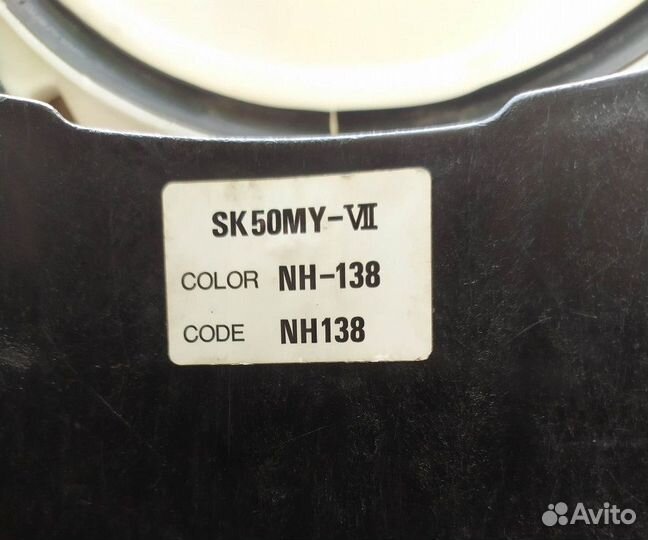 SK50MY-Ⅶ
COLOR NH-138
CODE NH138
Avito